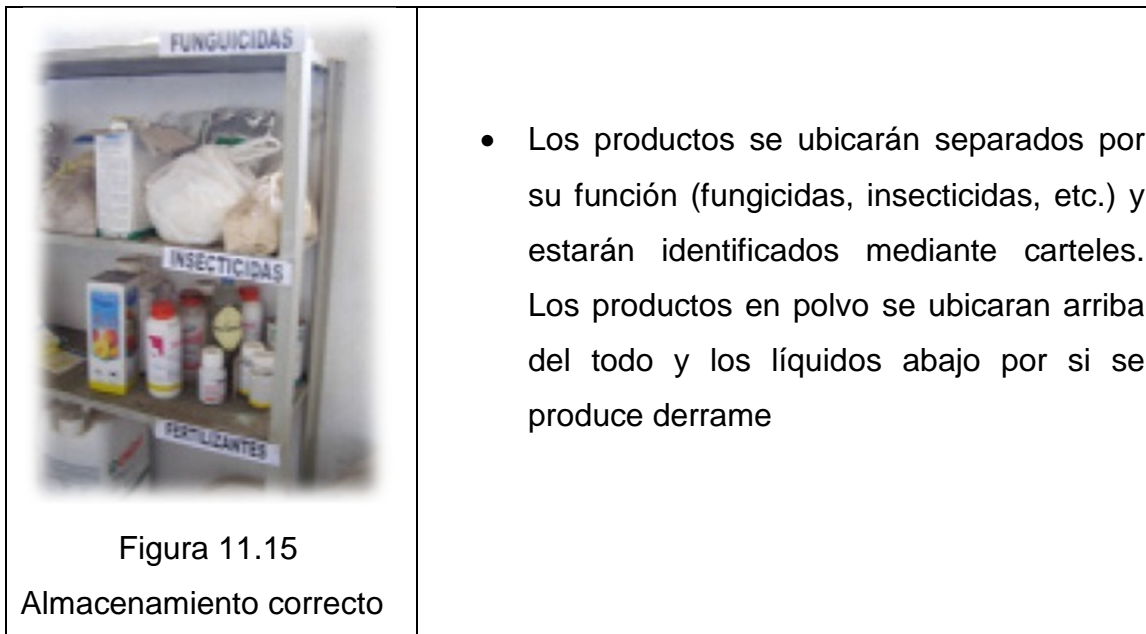 FUNGUICIDAS
INSECTICIDAS
FERTILIZANTES
Figura 11.15
Almacenamiento correcto
• Los productos se ubicarán separados por
su función (fungicidas, insecticidas, etc.) y
estarán identificados mediante carteles.
Los productos en polvo se ubicaran arriba
del todo y los líquidos abajo por si se
produce derrame